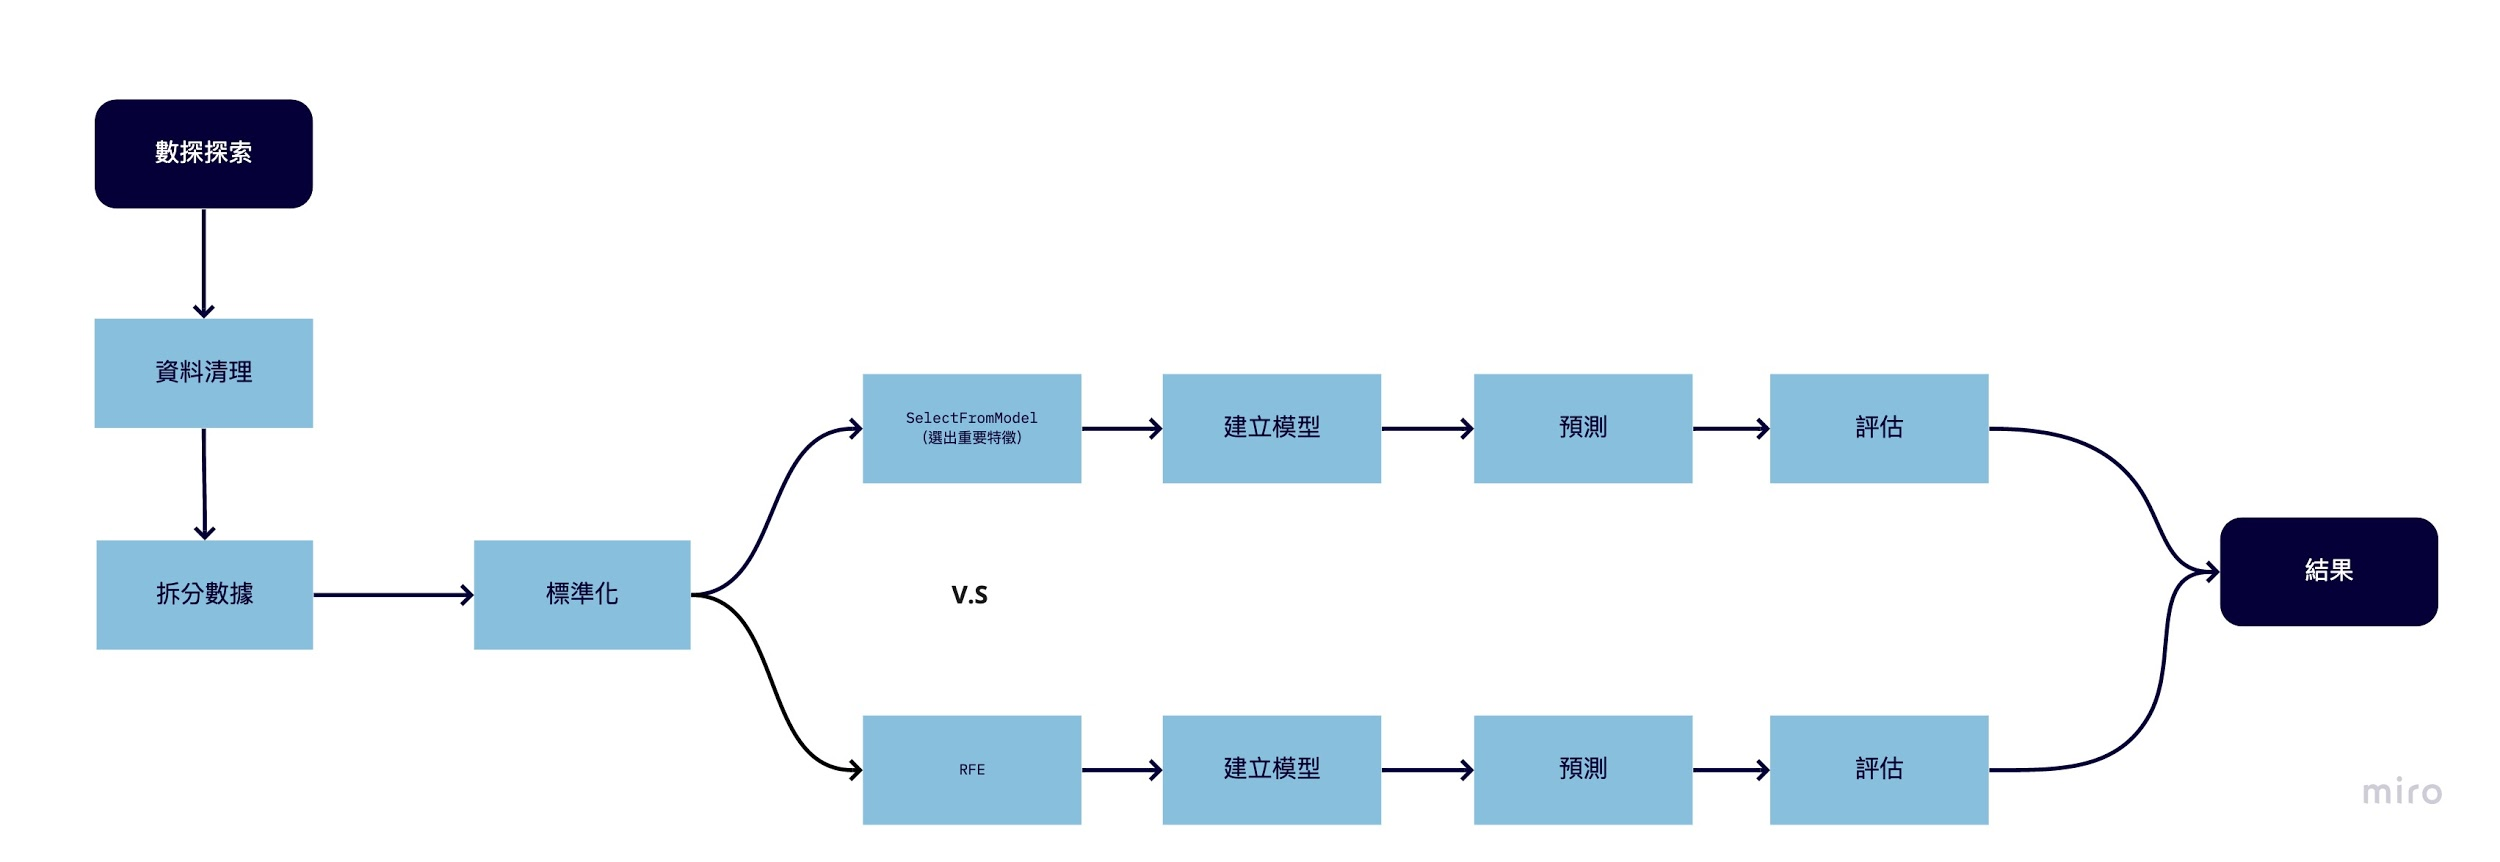 數探探索
資料清理
拆分數據
標準化
SelectFromModel
(選出重要特徵)
建立模型
預測
評估
V.S
RFE
建立模型
預測
評估
結果
miro